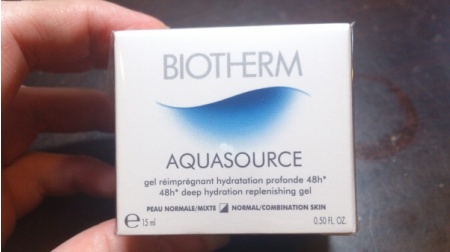 BIOTHERM
AQUASOURCE
gel réimprégnant hydratation profonde 48h*
48h* deep hydration replenishing gel
PEAU NORMALE/MIXTE NORMAL/COMBINATION SKIN
℮ 15 ml 0.50 FL. OZ.